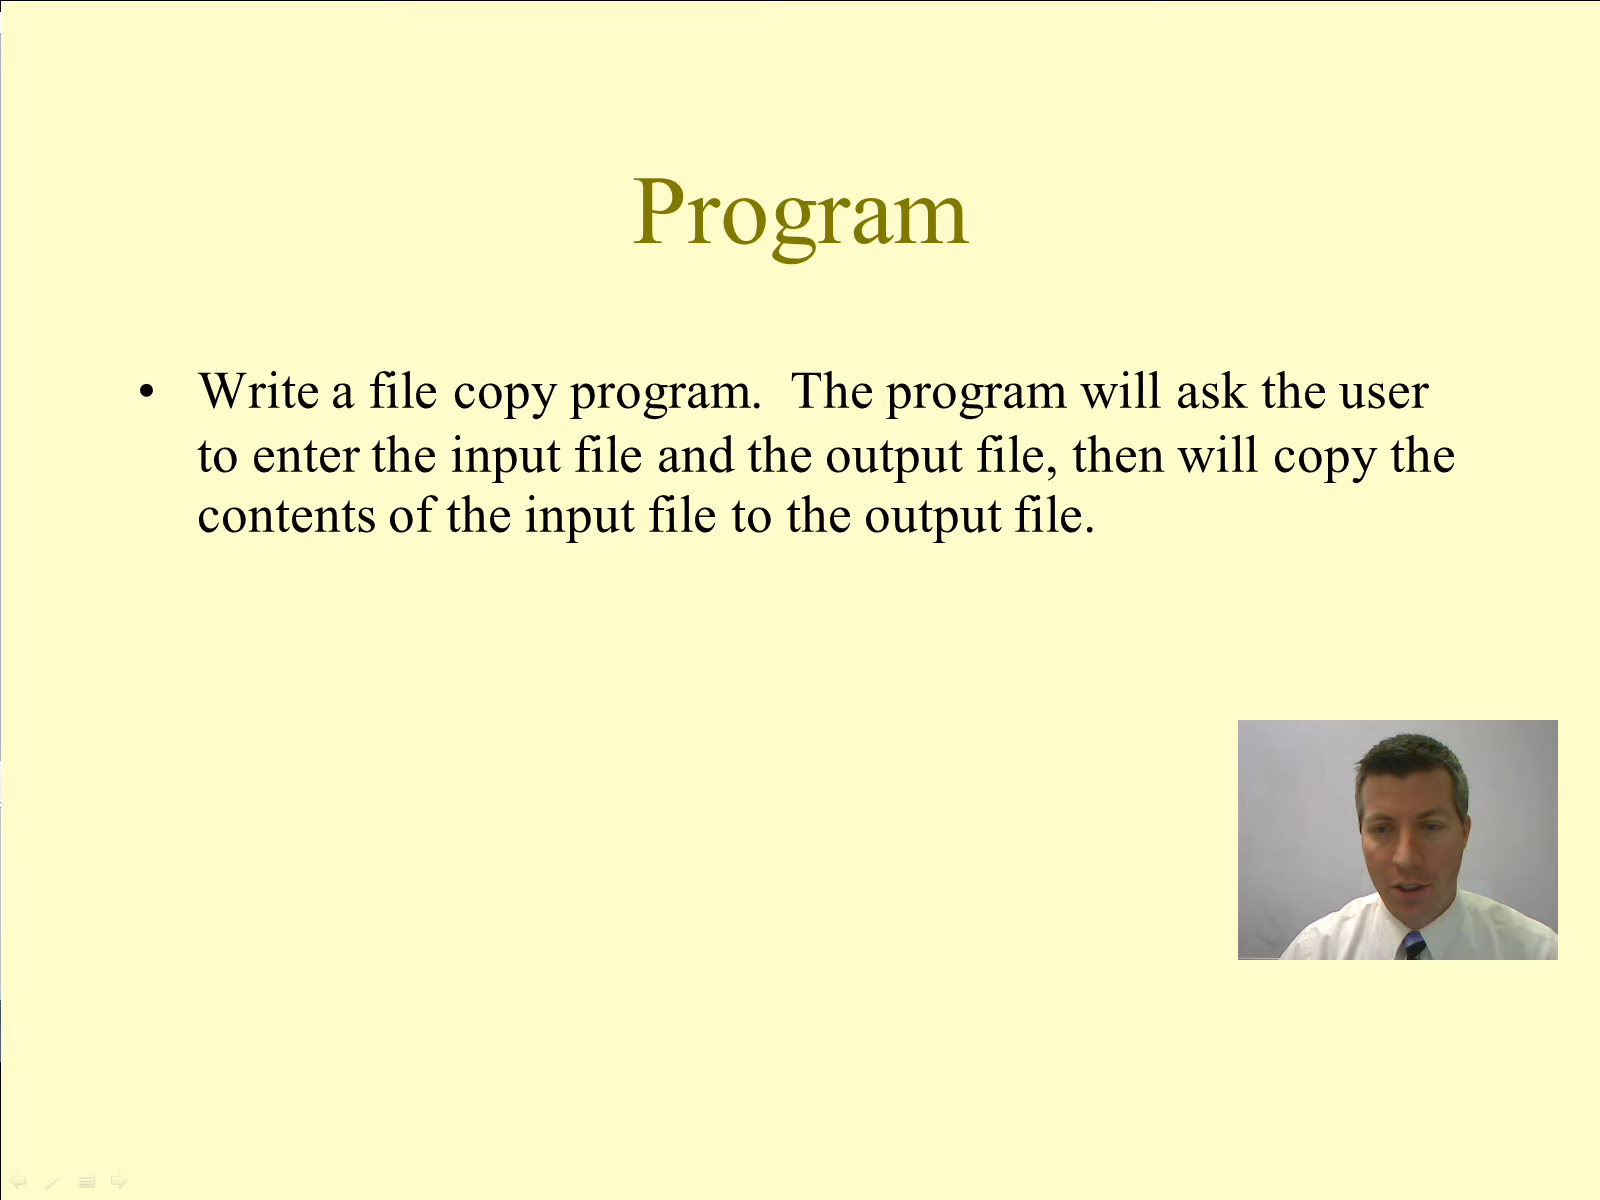 Program
• Write a file copy program.  The program will ask the user
to enter the input file and the output file, then will copy the
contents of the input file to the output file.